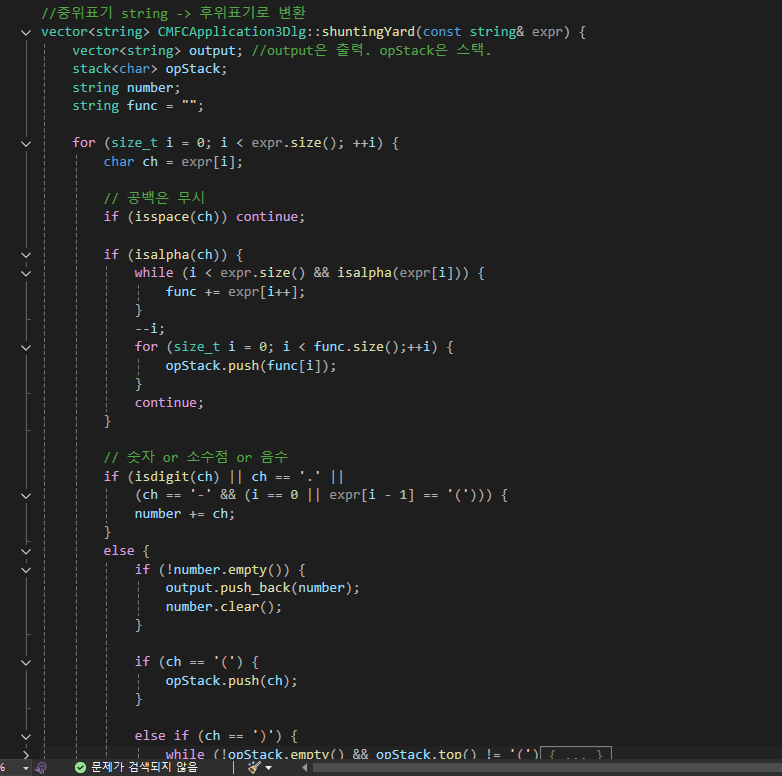 //중위표기 string -> 후위표기로 변환
vector<string> CMFCApplication3Dlg::shuntingYard(const string& expr) {
    vector<string> output; //output은 출력. opStack은 스택.
    stack<char> opStack;
    string number;
    string func = "";

    for (size_t i = 0; i < expr.size(); ++i) {
        char ch = expr[i];

        // 공백은 무시
        if (isspace(ch)) continue;

        if (isalpha(ch)) {
            while (i < expr.size() && isalpha(expr[i])) {
                func += expr[i++];
            }
            --i;
            for (size_t i = 0; i < func.size();++i) {
                opStack.push(func[i]);
            }
            continue;
        }

        // 숫자 or 소수점 or 음수
        if (isdigit(ch) || ch == '.' ||
            (ch == '-' && (i == 0 || expr[i - 1] == '('))) {
            number += ch;
        }
        else {
            if (!number.empty()) {
                output.push_back(number);
                number.clear();
            }

            if (ch == '(') {
                opStack.push(ch);
            }

            else if (ch == ')') {
                while (!opStack.empty() && opStack.top() != '('){ ... }
% 문제가 검색되지 않음